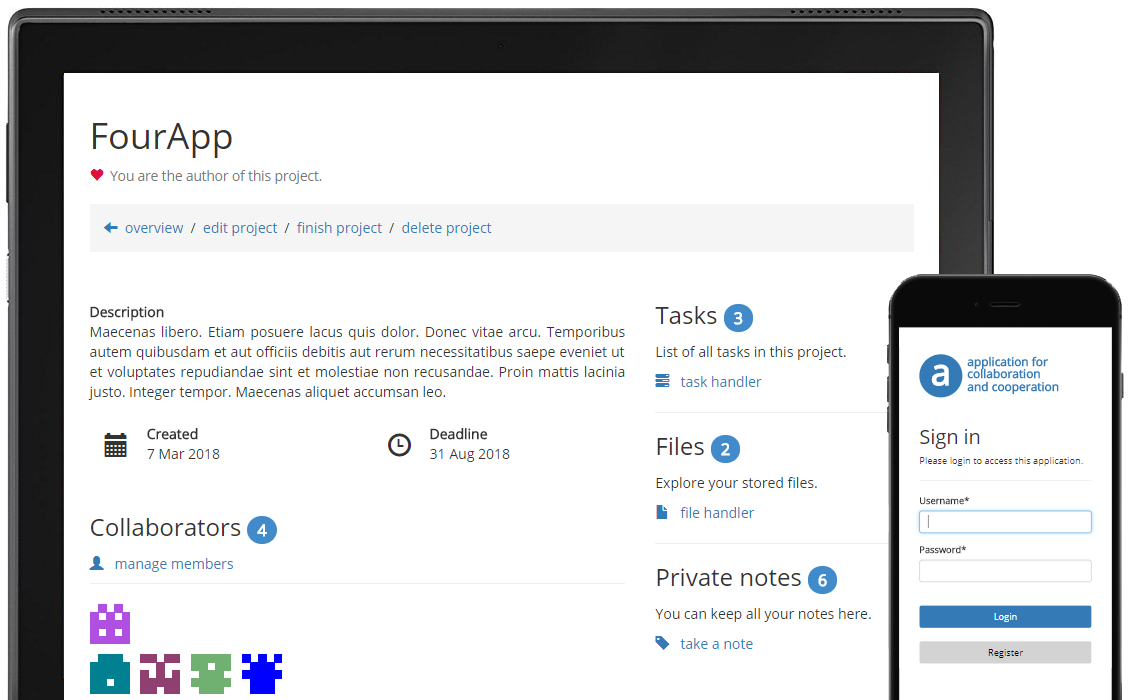 FourApp
You are the author of this project.
overview / edit project / finish project / delete project
Description
Maecenas libero. Etiam posuere lacus quis dolor. Donec vitae arcu. Temporibus
autem quibusdam et aut officiis debitis aut rerum necessitatibus saepe eveniet ut
et voluptates repudiandae sint et molestiae non recusandae. Proin mattis lacinia
justo. Integer tempor. Maecenas aliquet accumsan leo.
Created
7 Mar 2018
Deadline
31 Aug 2018
Collaborators 4
manage members
Tasks 3
List of all tasks in this project.
task handler
Files 2
Explore your stored files.
file handler
Private notes 6
You can keep all your notes here.
take a note
a
application for
collaboration
and cooperation
Sign in
Please login to access this application.
Username*
Password*
Login
Register